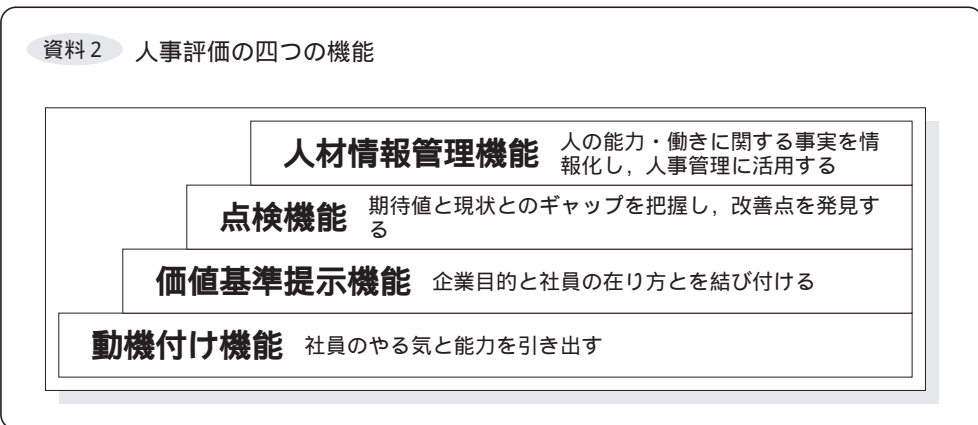 資料2 人事評価の四つの機能
人材情報管理機能 人の能力・働きに関する事実を情
報化し，人事管理に活用する
点検機能 期待値と現状とのギャップを把握し，改善点を発見す
る
価値基準提示機能 企業目的と社員の在り方とを結び付ける
動機付け機能 社員のやる気と能力を引き出す